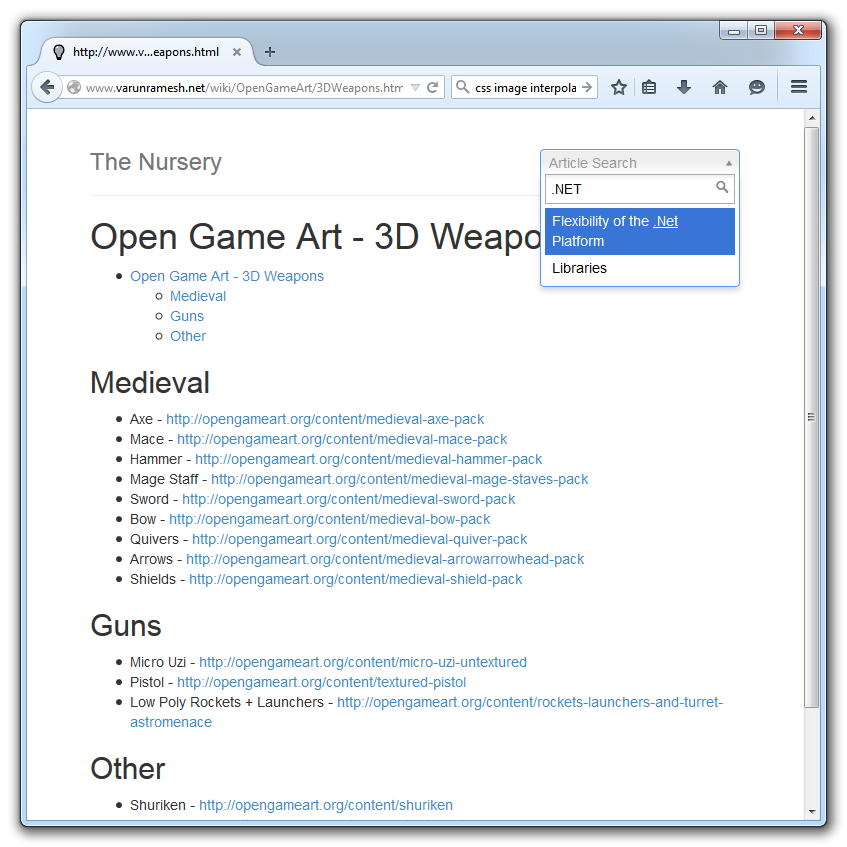 http://www.v...eapons.html
www.varunramesh.net/wiki/OpenGameArt/3DWeapons.htm
css image interpola
The Nursery
Article Search
.NET
Flexibility of the .Net
Platform
Libraries
Open Game Art - 3D Weapo
Open Game Art - 3D Weapons
Medieval
Guns
Other
Medieval
Axe - http://opengameart.org/content/medieval-axe-pack
Mace - http://opengameart.org/content/medieval-mace-pack
Hammer - http://opengameart.org/content/medieval-hammer-pack
Mage Staff - http://opengameart.org/content/medieval-mage-staves-pack
Sword - http://opengameart.org/content/medieval-sword-pack
Bow - http://opengameart.org/content/medieval-bow-pack
Quivers - http://opengameart.org/content/medieval-quiver-pack
Arrows - http://opengameart.org/content/medieval-arrowarrowhead-pack
Shields - http://opengameart.org/content/medieval-shield-pack
Guns
Micro Uzi - http://opengameart.org/content/micro-uzi-untextured
Pistol - http://opengameart.org/content/textured-pistol
Low Poly Rockets + Launchers - http://opengameart.org/content/rockets-launchers-and-turret-
astromenace
Other
Shuriken - http://opengameart.org/content/shuriken